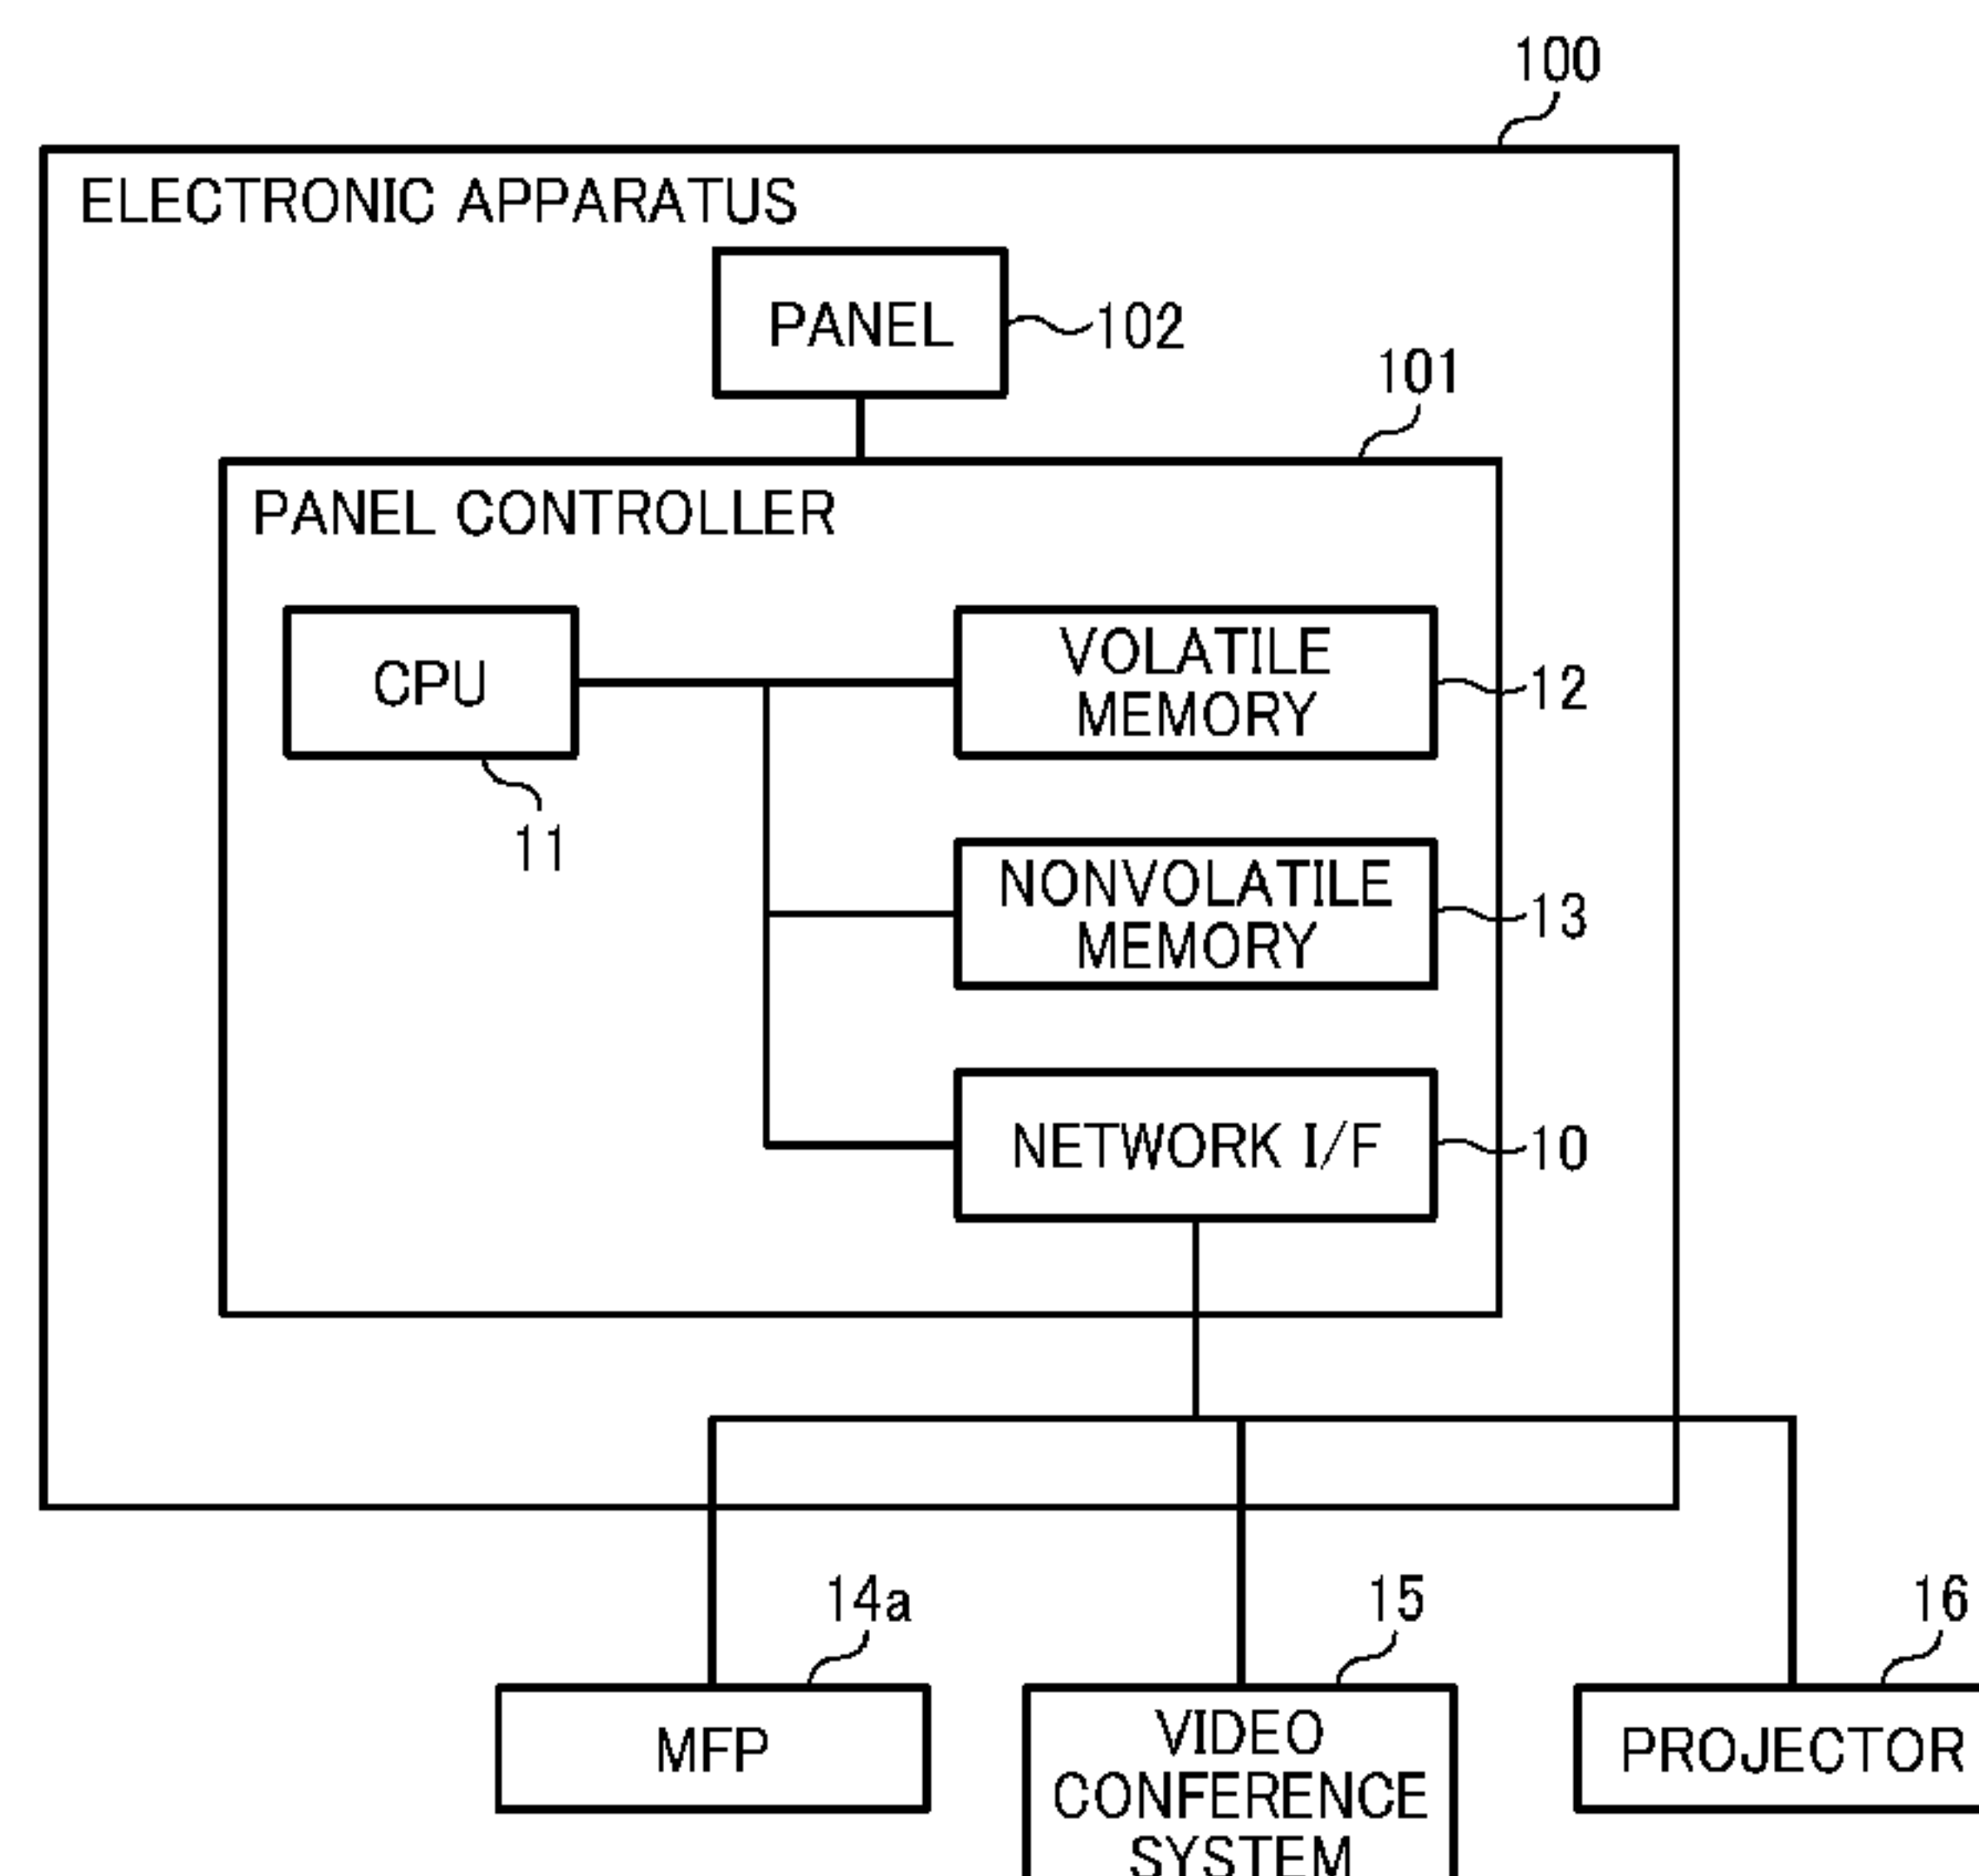 100
ELECTRONIC APPARATUS
PANEL
102
101
PANEL CONTROLLER
CPU
11
VOLATILE
MEMORY
12
NONVOLATILE
MEMORY
13
NETWORK I/F
10
14a
MFP
15
VIDEO
CONFERENCE
SYSTEM
16
PROJECTOR